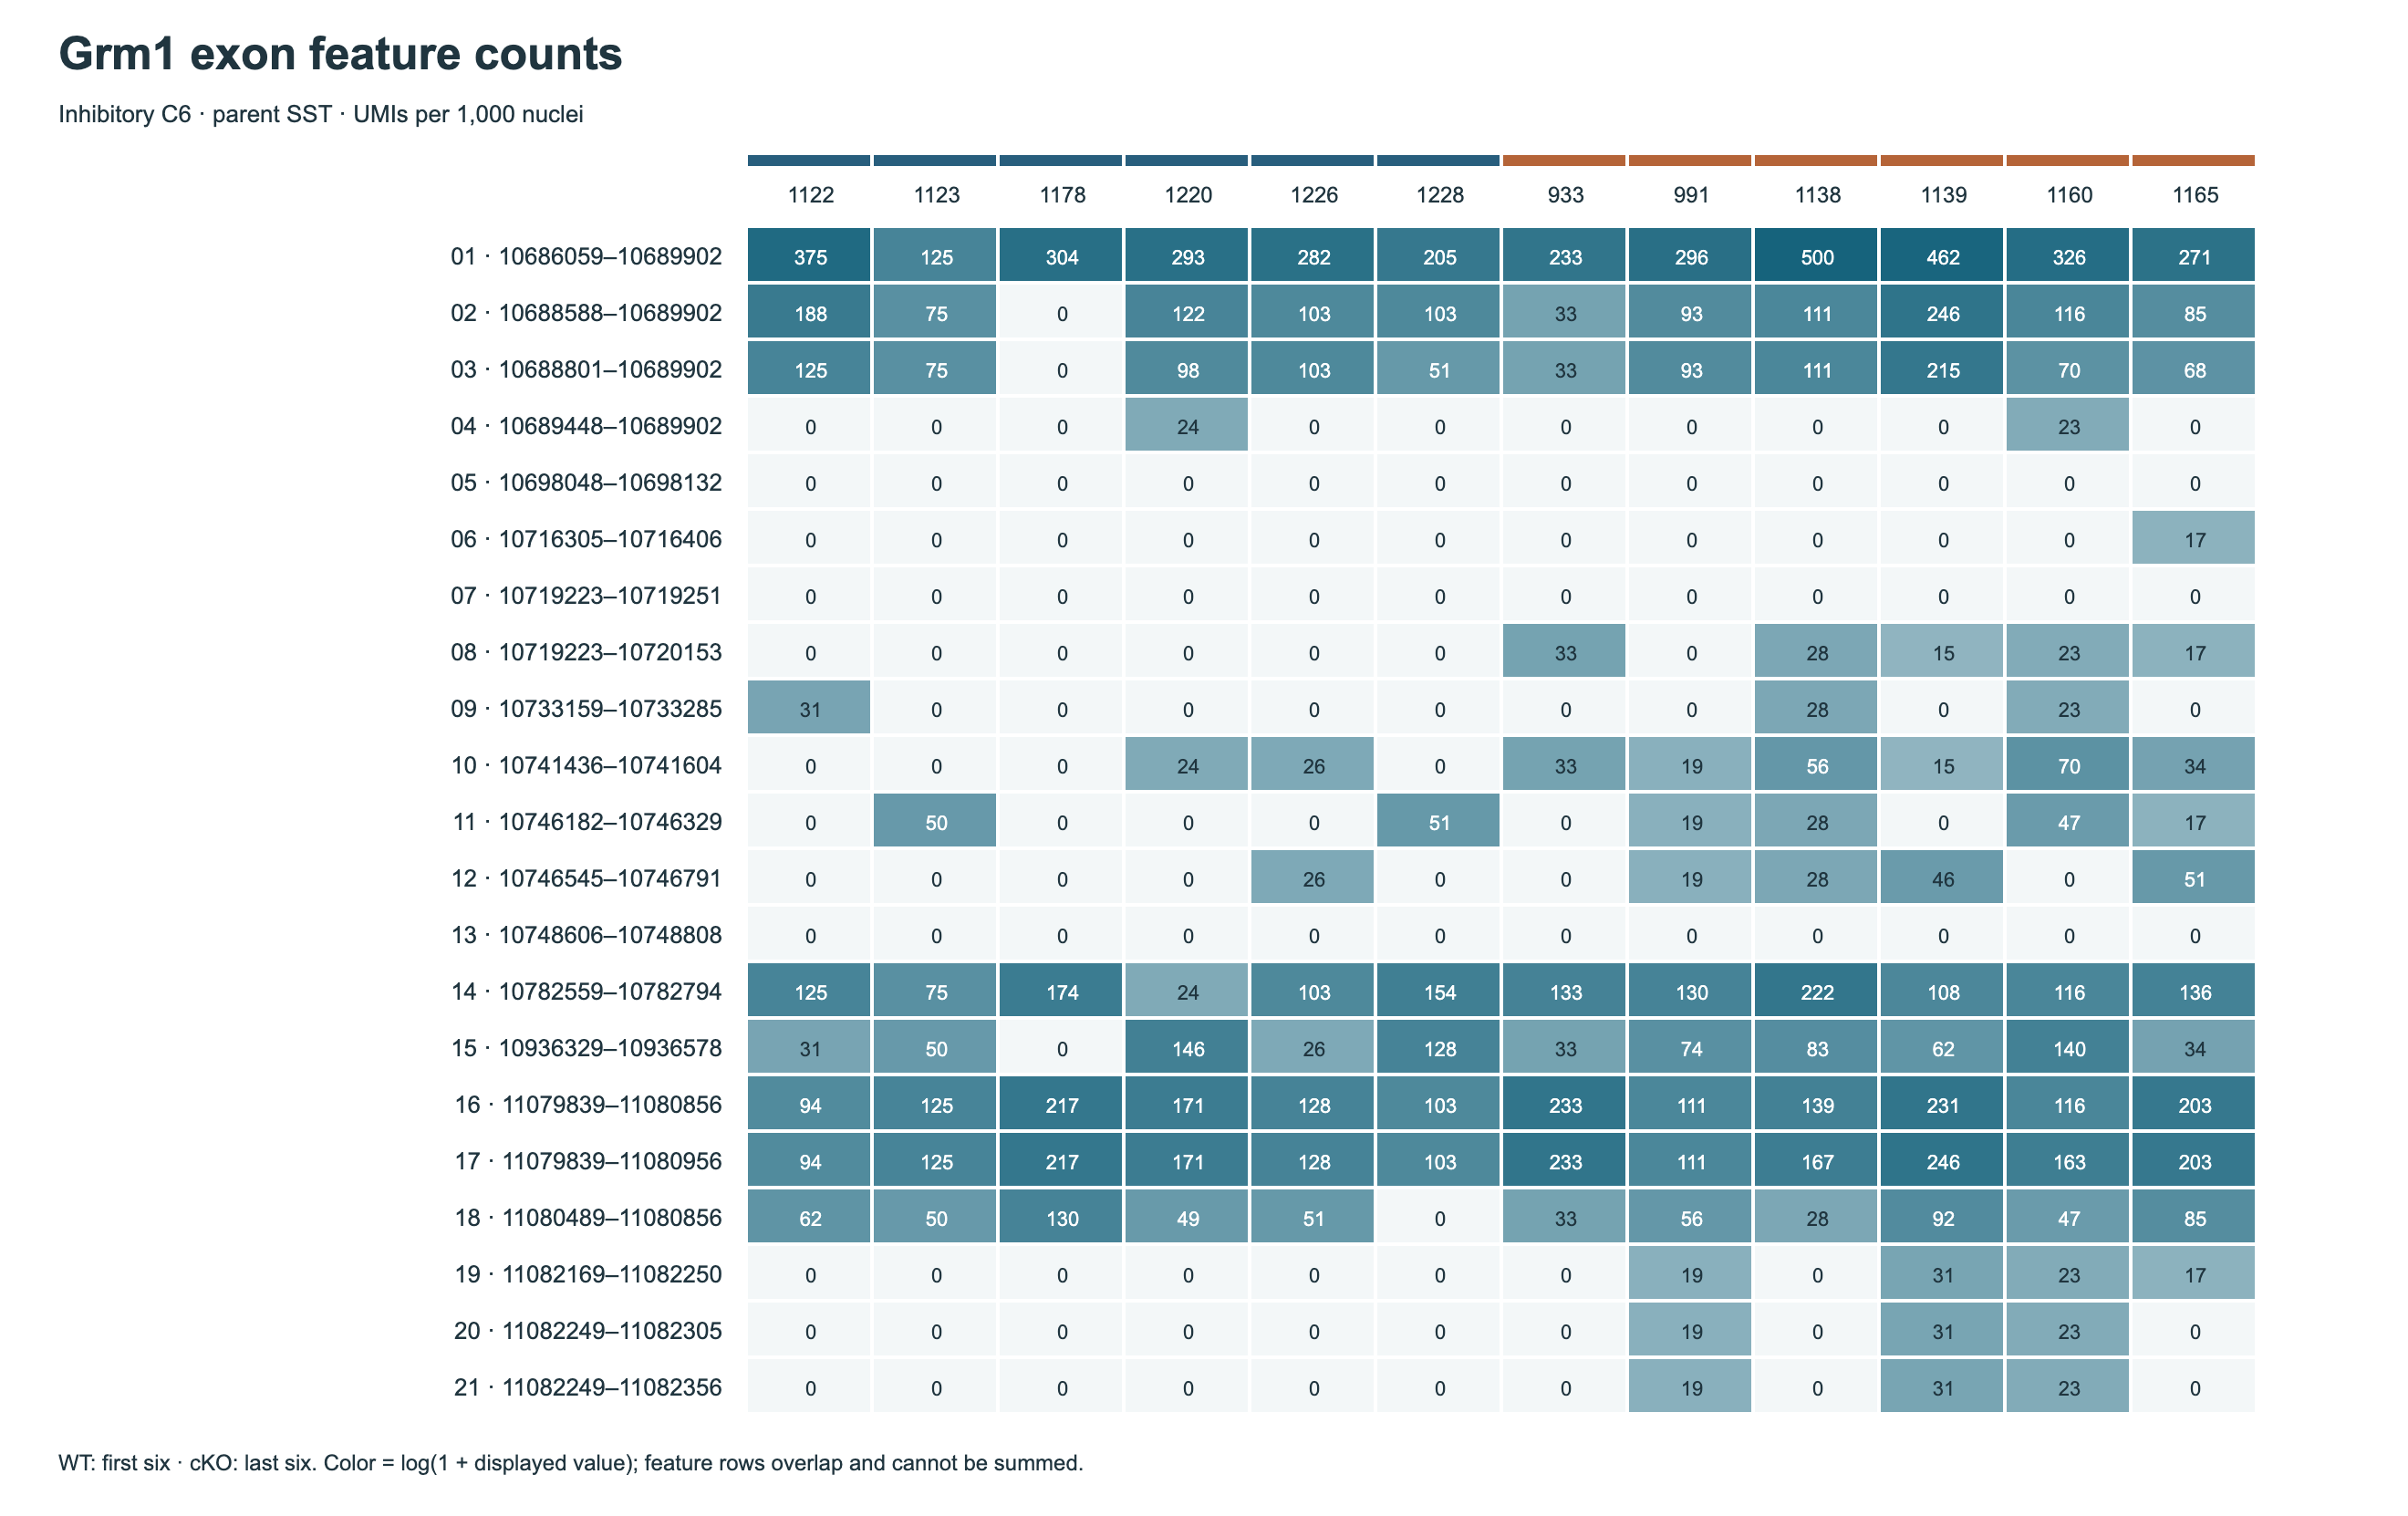 Grm1 exon feature counts
Inhibitory C6 · parent SST · UMIs per 1,000 nuclei
1122 1123 1178 1220 1226 1228 933 991 1138 1139 1160 1165
01 · 10686059–10689902 375 125 304 293 282 205 233 296 500 462 326 271
02 · 10688588–10689902 188 75 0 122 103 103 33 93 111 246 116 85
03 · 10688801–10689902 125 75 0 98 103 51 33 93 111 215 70 68
04 · 10689448–10689902 0 0 0 24 0 0 0 0 0 0 23 0
05 · 10698048–10698132 0 0 0 0 0 0 0 0 0 0 0 0
06 · 10716305–10716406 0 0 0 0 0 0 0 0 0 0 0 17
07 · 10719223–10719251 0 0 0 0 0 0 0 0 0 0 0 0
08 · 10719223–10720153 0 0 0 0 0 0 33 0 28 15 23 17
09 · 10733159–10733285 31 0 0 0 0 0 0 0 28 0 23 0
10 · 10741436–10741604 0 0 0 24 26 0 33 19 56 15 70 34
11 · 10746182–10746329 0 50 0 0 0 51 0 19 28 0 47 17
12 · 10746545–10746791 0 0 0 0 26 0 0 19 28 46 0 51
13 · 10748606–10748808 0 0 0 0 0 0 0 0 0 0 0 0
14 · 10782559–10782794 125 75 174 24 103 154 133 130 222 108 116 136
15 · 10936329–10936578 31 50 0 146 26 128 33 74 83 62 140 34
16 · 11079839–11080856 94 125 217 171 128 103 233 111 139 231 116 203
17 · 11079839–11080956 94 125 217 171 128 103 233 111 167 246 163 203
18 · 11080489–11080856 62 50 130 49 51 0 33 56 28 92 47 85
19 · 11082169–11082250 0 0 0 0 0 0 0 19 0 31 23 17
20 · 11082249–11082305 0 0 0 0 0 0 0 19 0 31 23 0
21 · 11082249–11082356 0 0 0 0 0 0 0 19 0 31 23 0
WT: first six · cKO: last six. Color = log(1 + displayed value); feature rows overlap and cannot be summed.